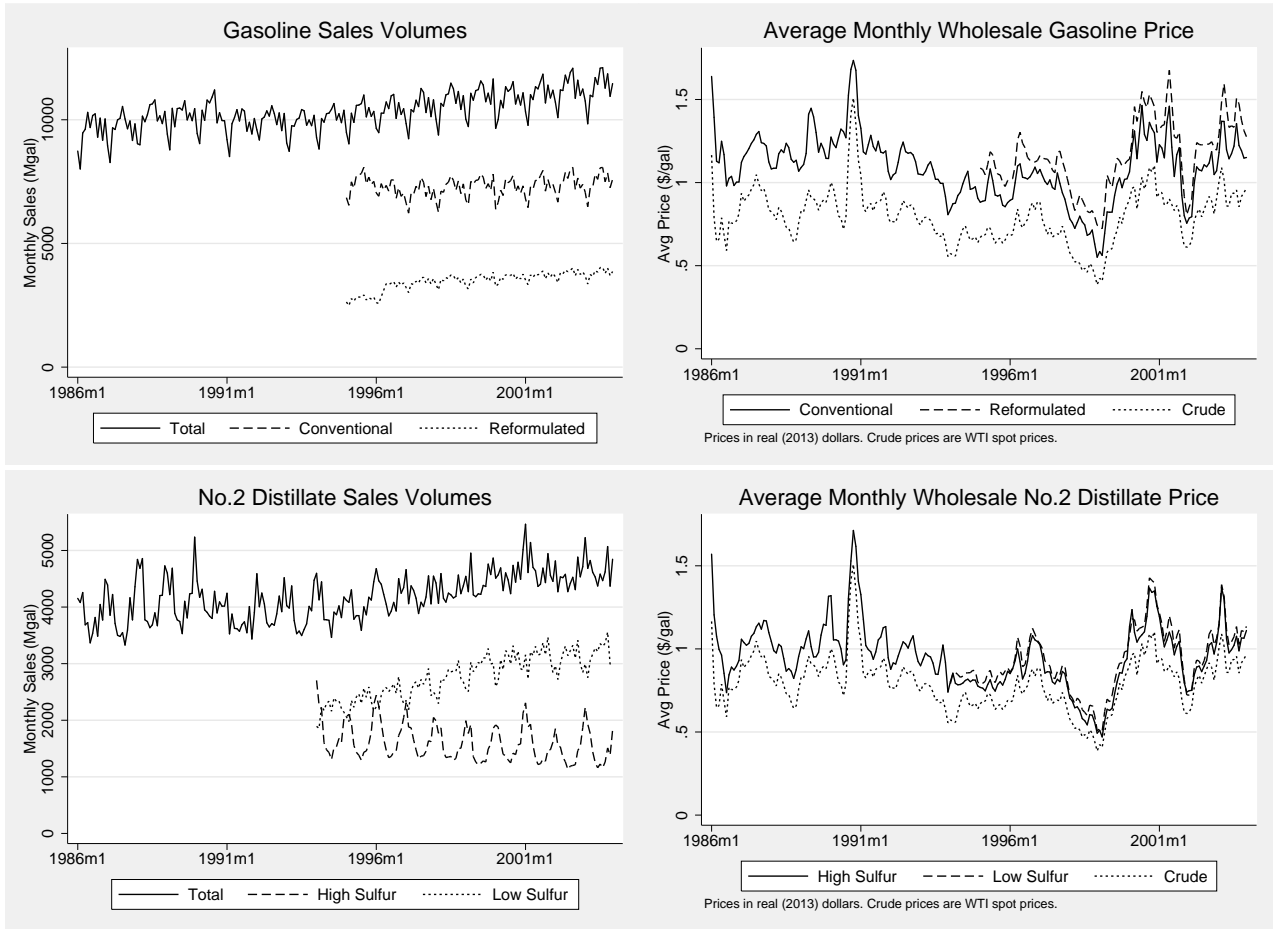 Gasoline Sales Volumes
Monthly Sales (Mgal)
10000
5000
0
1986m1 1991m1 1996m1 2001m1
Total Conventional Reformulated
Average Monthly Wholesale Gasoline Price
Avg Price ($/gal)
1.5
1
.5
0
1986m1 1991m1 1996m1 2001m1
Conventional Reformulated Crude
Prices in real (2013) dollars. Crude prices are WTI spot prices.
No.2 Distillate Sales Volumes
Monthly Sales (Mgal)
5000
4000
3000
2000
1000
0
1986m1 1991m1 1996m1 2001m1
Total High Sulfur Low Sulfur
Average Monthly Wholesale No.2 Distillate Price
Avg Price ($/gal)
1.5
1
.5
0
1986m1 1991m1 1996m1 2001m1
High Sulfur Low Sulfur Crude
Prices in real (2013) dollars. Crude prices are WTI spot prices.